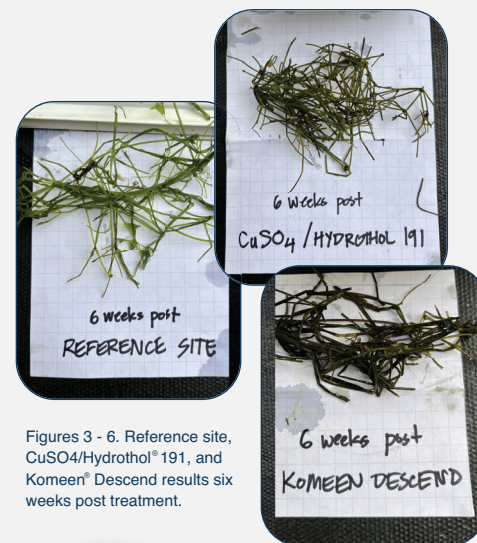 6 weeks post
CuSO4/HYDROTHOL 191
6 weeks post
REFERENCE SITE
6 weeks post
KOMEEN DESCEND
Figures 3 - 6. Reference site,
CuSO4/Hydrothol® 191, and
Komeen® Descend results six
weeks post treatment.